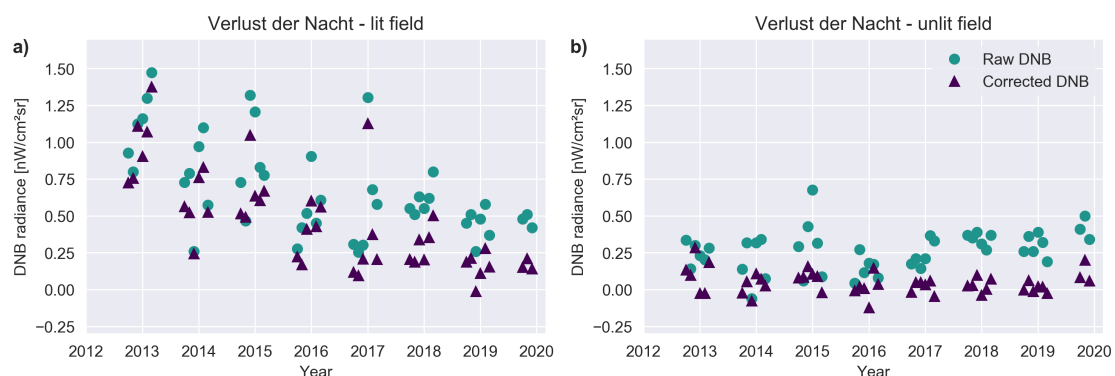 Verlust der Nacht - lit field
a)
DNB radiance [nW/cm²sr]
1.50
1.25
1.00
0.75
0.50
0.25
0.00
−0.25
2012 2013 2014 2015 2016 2017 2018 2019 2020
Year
Verlust der Nacht - unlit field
b)
Raw DNB
Corrected DNB
DNB radiance [nW/cm²sr]
1.50
1.25
1.00
0.75
0.50
0.25
0.00
−0.25
2012 2013 2014 2015 2016 2017 2018 2019 2020
Year